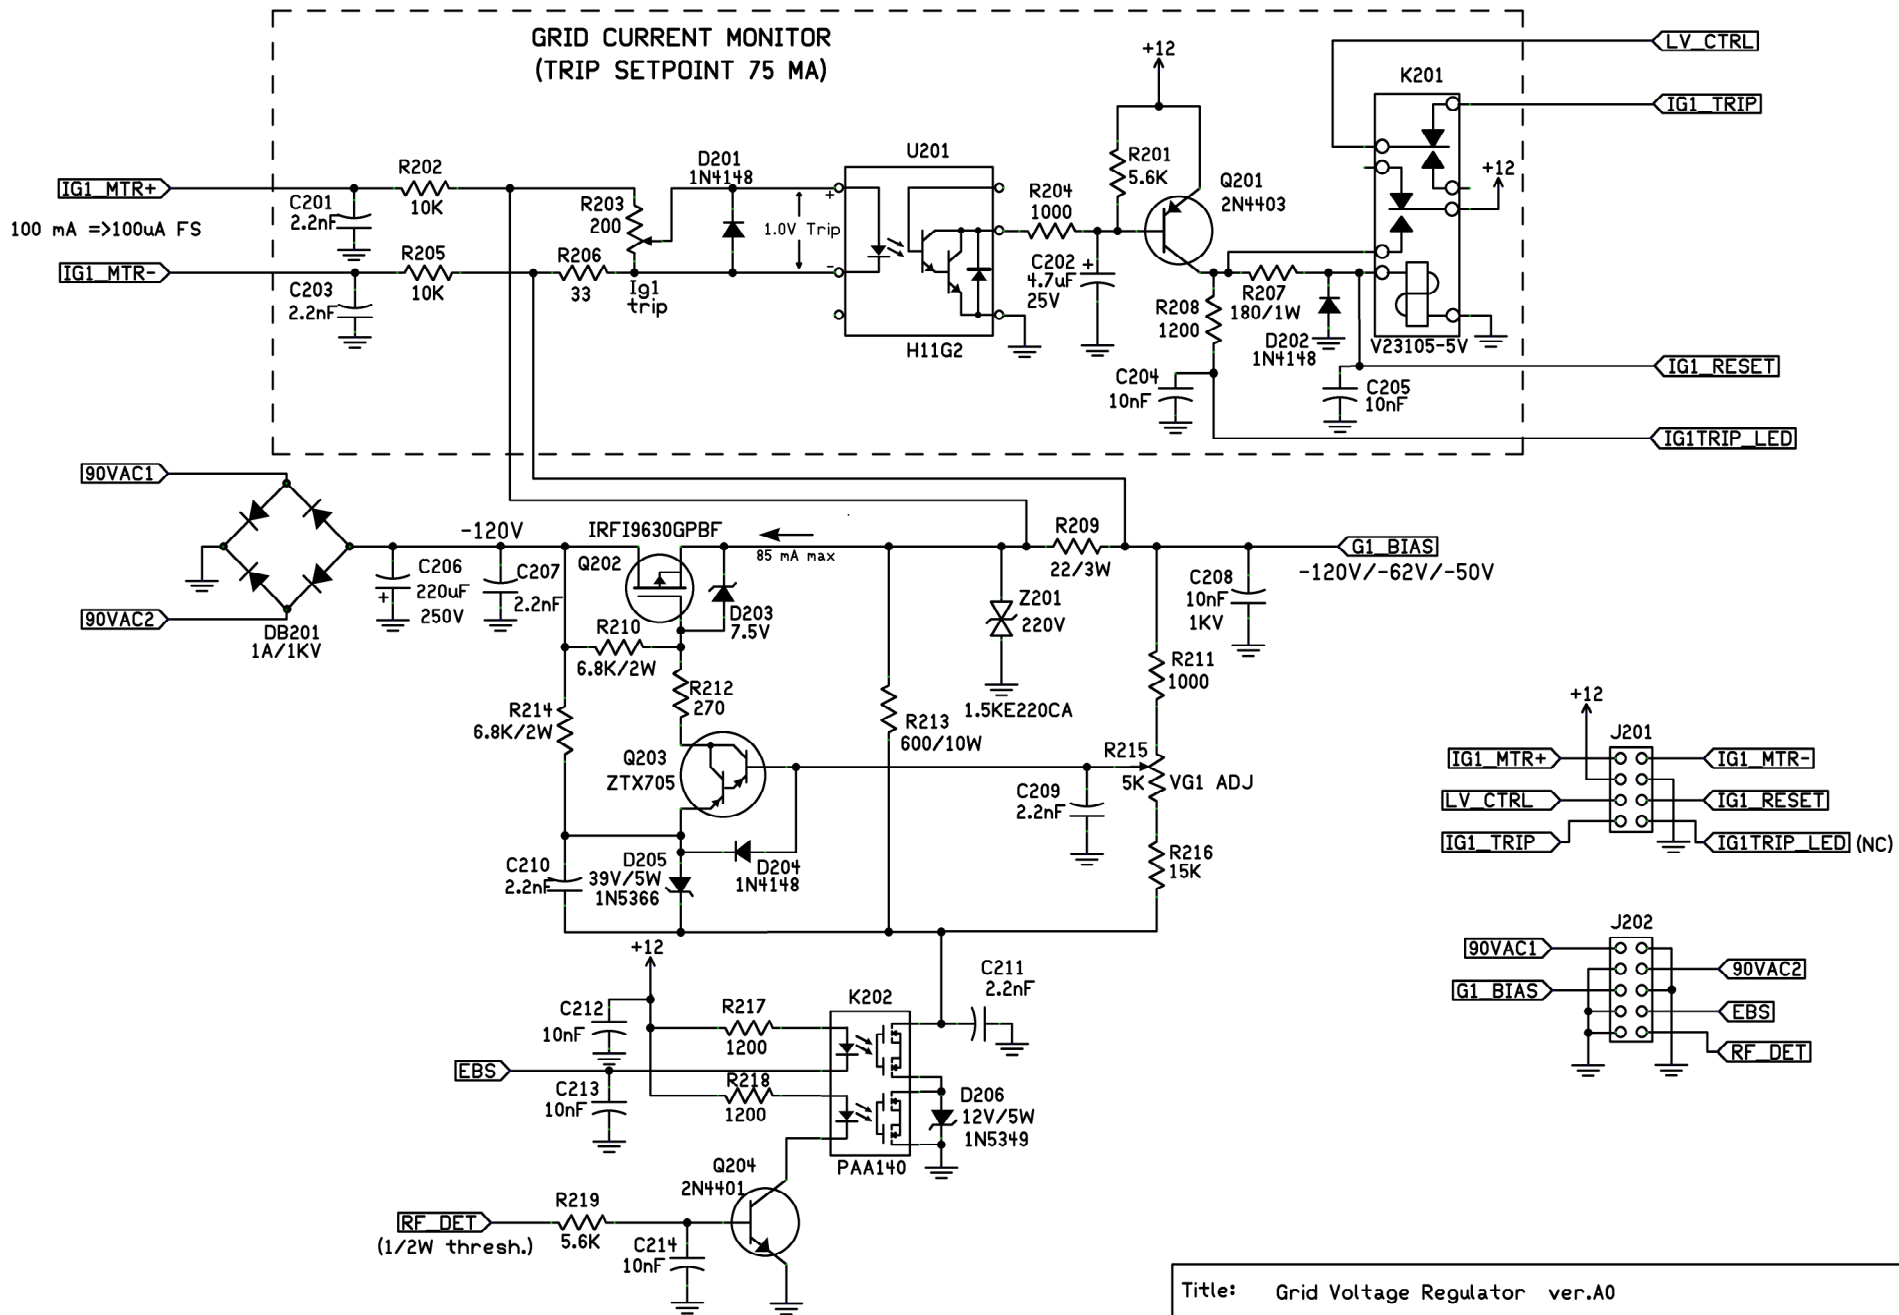 GRID CURRENT MONITOR
(TRIP SETPOINT 75 MA)
LV_CTRL
K201
IG1_TRIP
+12
+12
U201
R201
5.6K
Q201
2N4403
D201
1N4148
R202
10K
IG1_MTR+
C201
2.2nF
R203
200
1.0V Trip
+
-
R204
1000
100 mA =>100uA FS
IG1_MTR-
R205
10K
R206
33
Ig1
trip
C203
2.2nF
C202
+
4.7uF
25V
H11G2
R208
1200
R207
180/1W
D202
1N4148
V23105-5V
IG1_RESET
C204
10nF
C205
10nF
IG1TRIP_LED
90VAC1
90VAC2
DB201
1A/1KV
-120V
IRFI9630GPBF
Q202
85 mA max
R209
22/3W
G1_BIAS
-120V/-62V/-50V
C206
220uF
250V
+
C207
2.2nF
D203
7.5V
Z201
220V
1.5KE220CA
C208
10nF
1KV
R210
6.8K/2W
R211
1000
R212
270
R214
6.8K/2W
R213
600/10W
Q203
ZTX705
R215
5K
VG1 ADJ
C209
2.2nF
R216
15K
C210
2.2nF
D205
39V/5W
1N5366
D204
1N4148
+12
C211
2.2nF
C212
10nF
R217
1200
K202
EBS
C213
10nF
R218
1200
D206
12V/5W
1N5349
PAA140
Q204
2N4401
RF_DET
(1/2W thresh.)
R219
5.6K
C214
10nF
+12
J201
IG1_MTR+
IG1_MTR-
LV_CTRL
IG1_RESET
IG1_TRIP
IG1TRIP_LED (NC)
J202
90VAC1
90VAC2
G1_BIAS
EBS
RF_DET
Title: Grid Voltage Regulator ver.A0